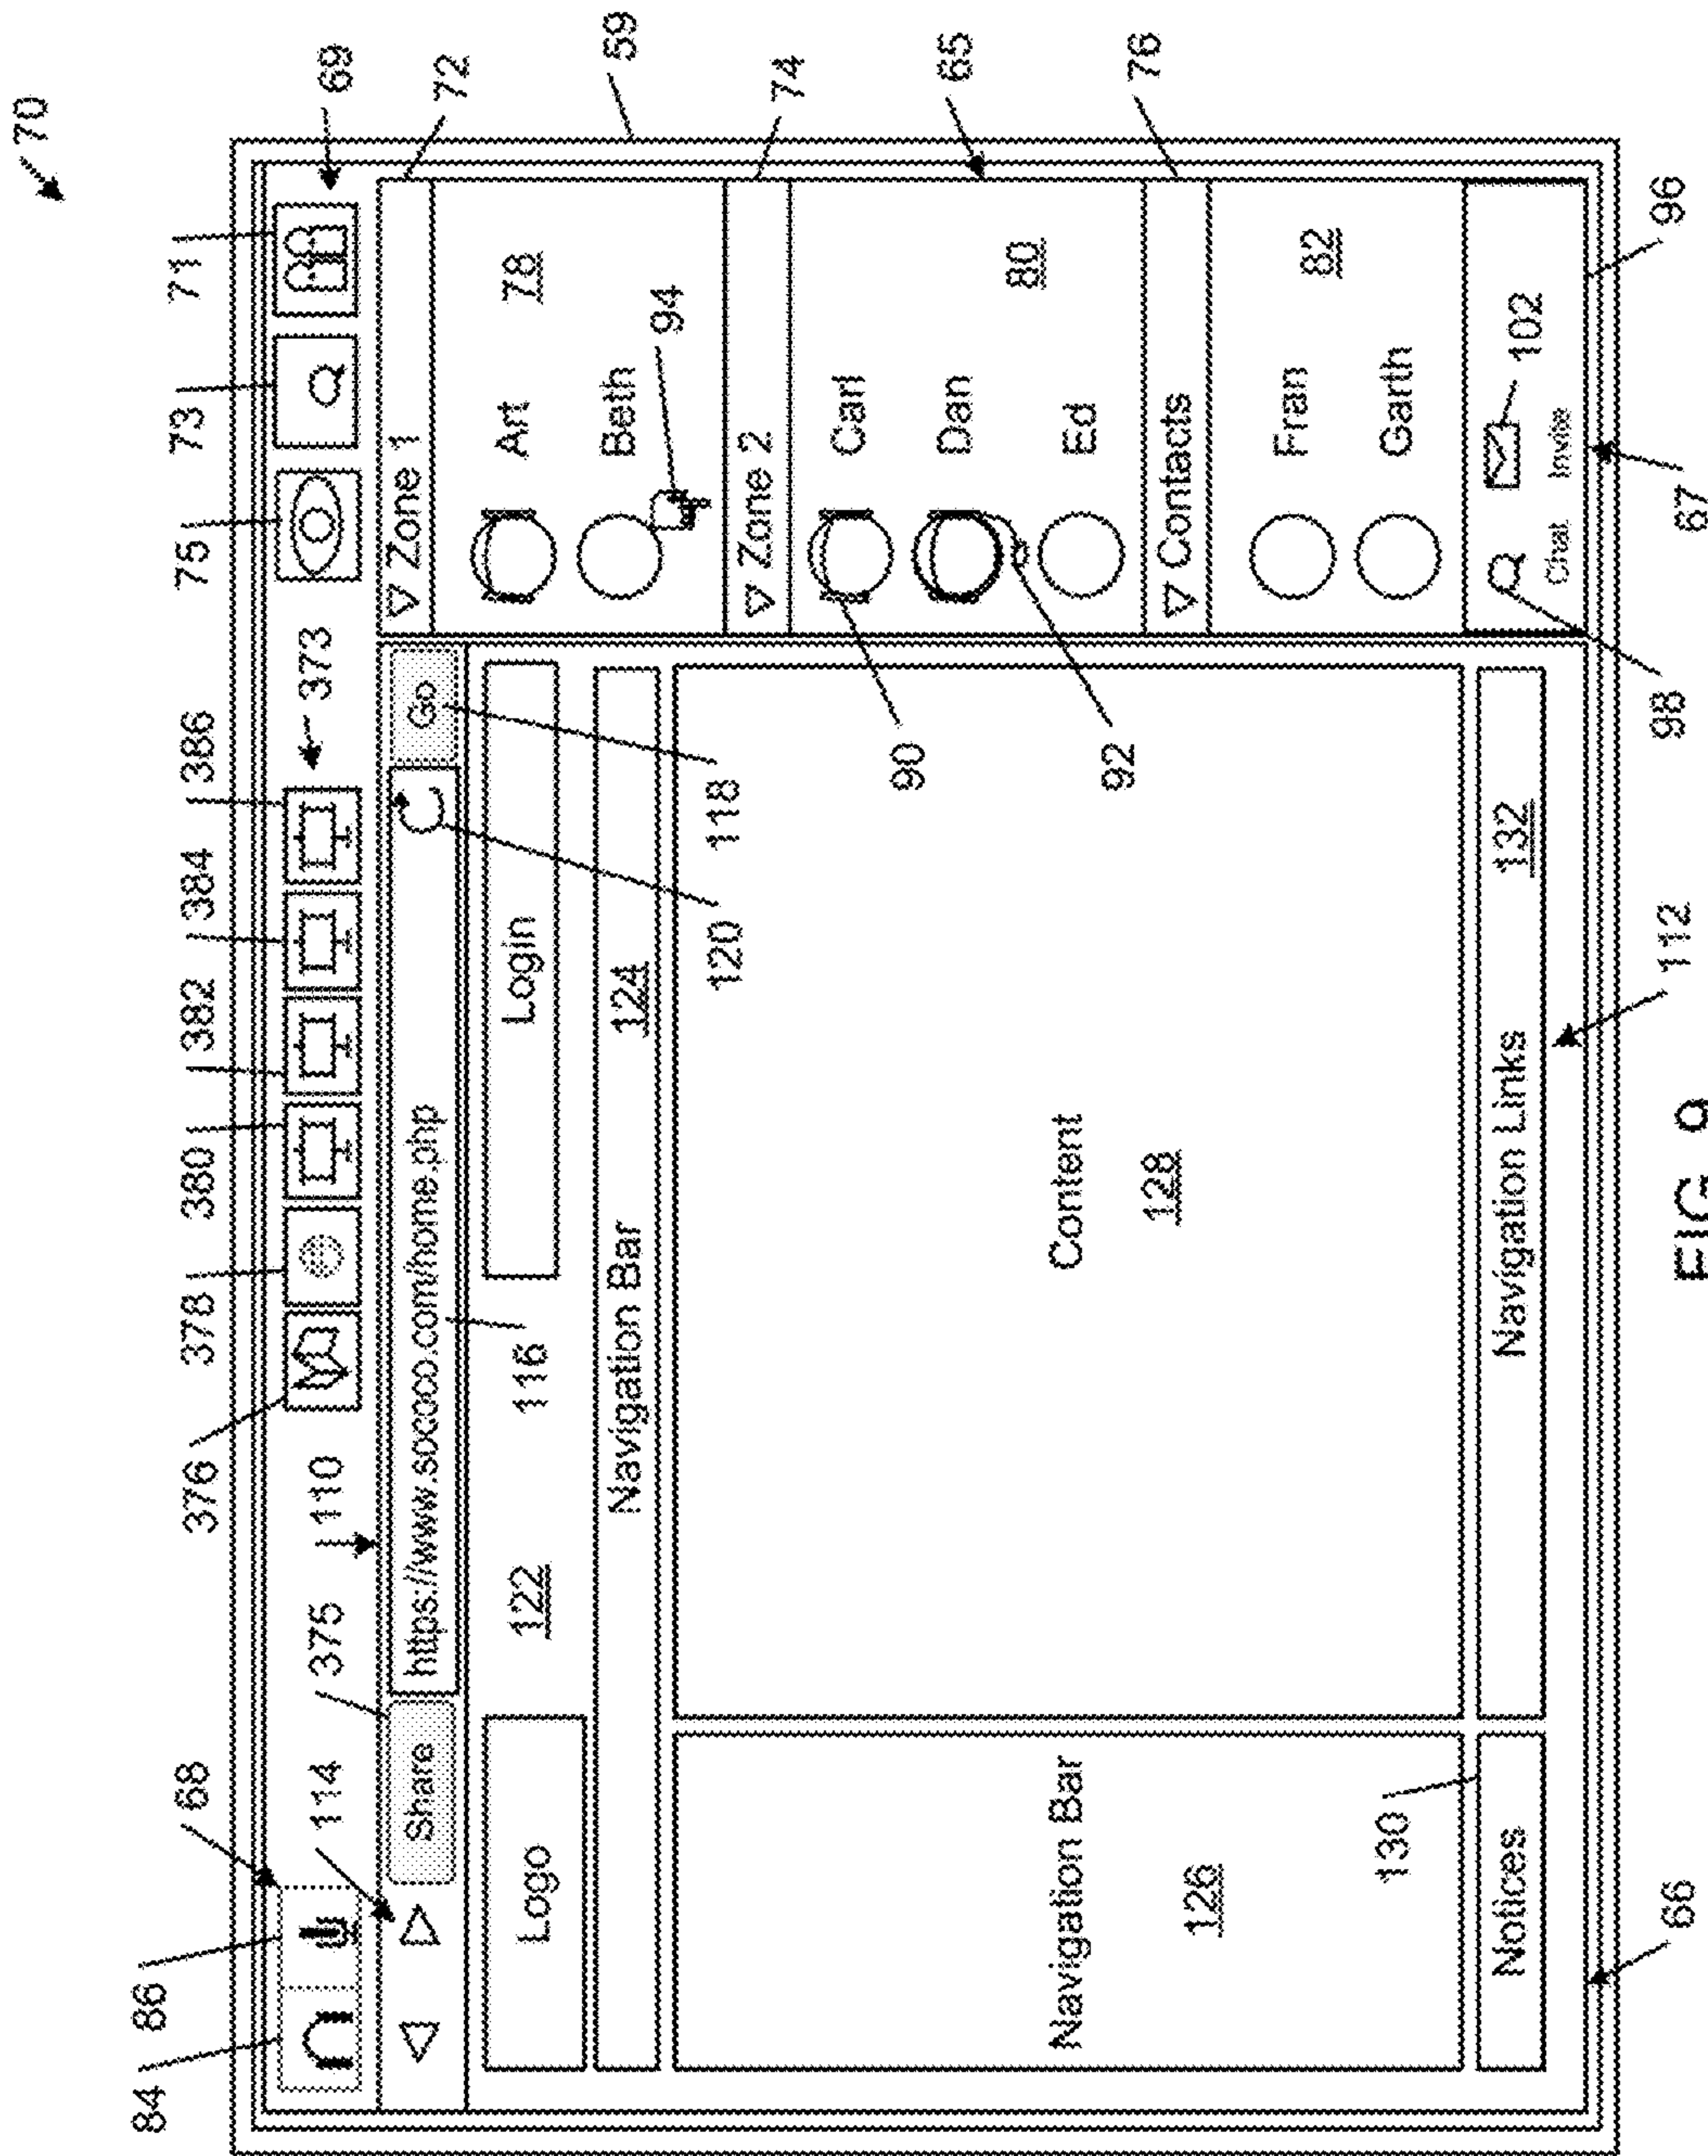 70
84 86 68 376 378 380 382 384 386 75 73 71
114 375 110 373 69
59
Share https://www.sococo.com/home.php Go
▽ Zone 1
72
Logo 122 116 Login
Art
78
Beth
94
Navigation Bar 124
120 118
▽ Zone 2
74
Carl
90
Dan
80
65
92
Ed
Navigation Bar
126
Content
128
▽ Contacts
76
Fran
82
Garth
130
Notices
Navigation Links 132
Chat Invite
102
66 112 98 67 96
FIG. 9